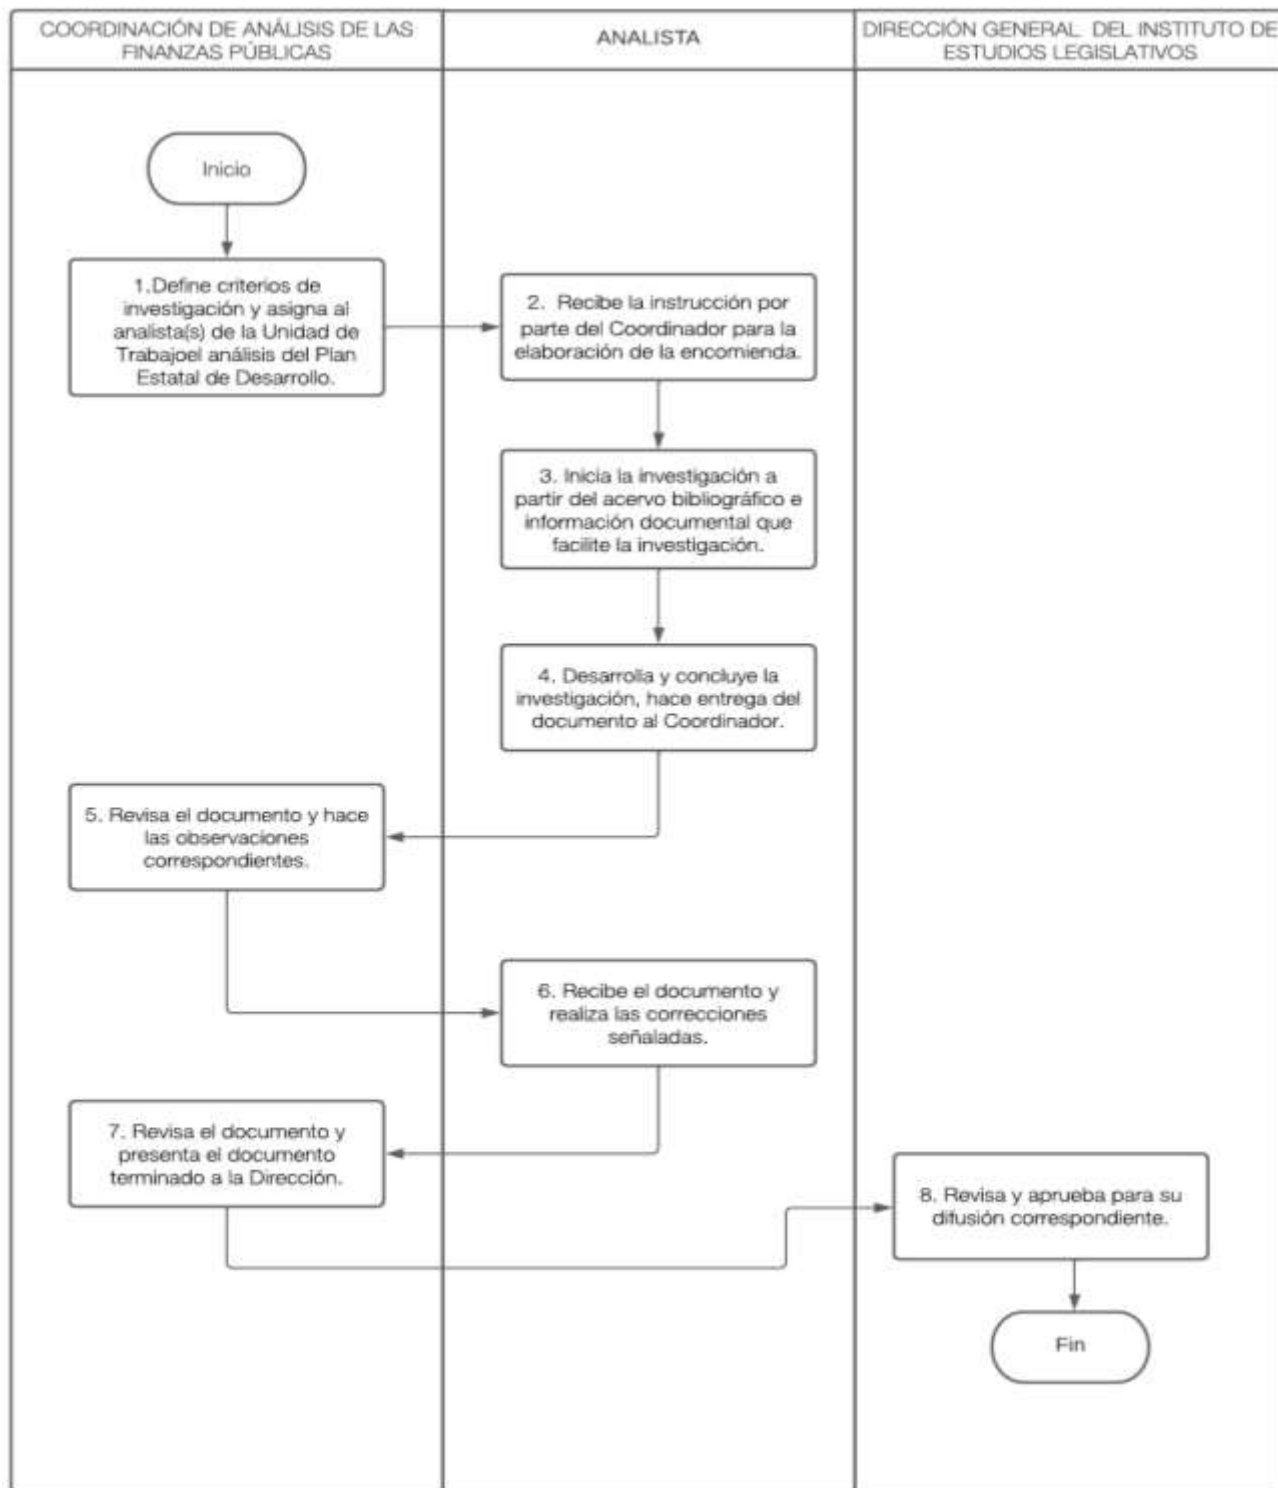 COORDINACIÓN DE ANÁLISIS DE LAS
FINANZAS PÚBLICAS
ANALISTA
DIRECCIÓN GENERAL DEL INSTITUTO DE
ESTUDIOS LEGISLATIVOS
Inicio
1.Define criterios de
investigación y asigna al
analista(s) de la Unidad de
Trabajoel análisis del Plan
Estatal de Desarrollo.
2. Recibe la instrucción por
parte del Coordinador para la
elaboración de la encomienda.
3. Inicia la investigación a
partir del acervo bibliográfico e
información documental que
facilite la investigación.
4. Desarrolla y concluye la
investigación, hace entrega del
documento al Coordinador.
5. Revisa el documento y hace
las observaciones
correspondientes.
6. Recibe el documento y
realiza las correcciones
señaladas.
7. Revisa el documento y
presenta el documento
terminado a la Dirección.
8. Revisa y aprueba para su
difusión correspondiente.
Fin